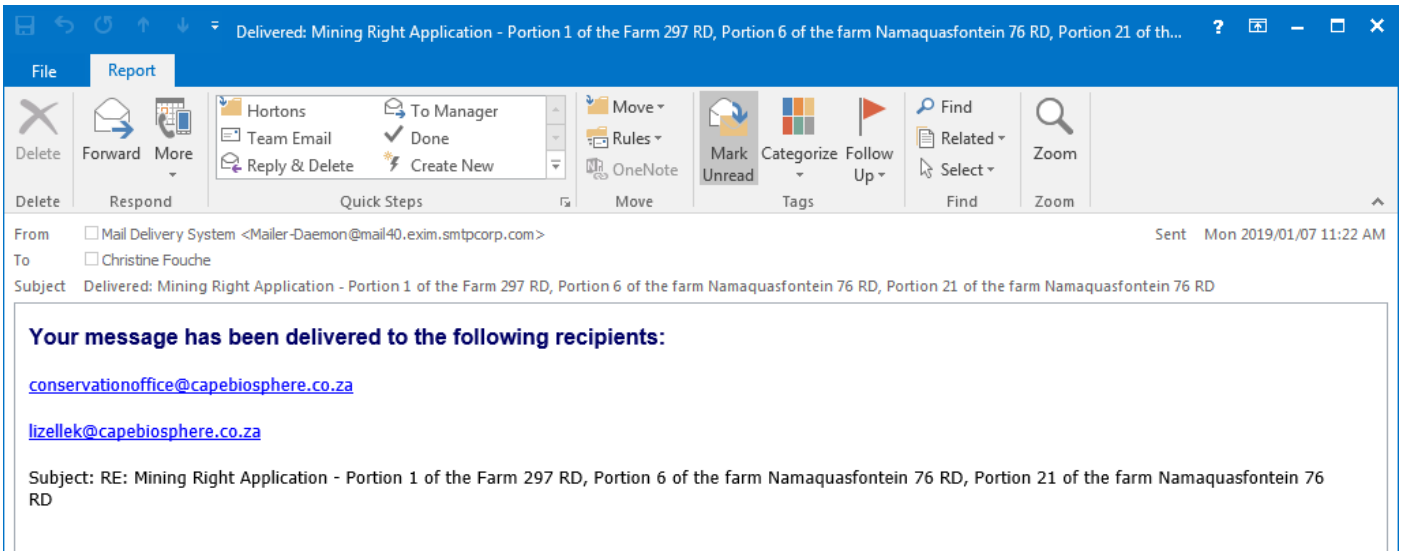 Delivered: Mining Right Application - Portion 1 of the Farm 297 RD, Portion 6 of the farm Namaquasfontein 76 RD, Portion 21 of th...
?
File
Report
Hortons
To Manager
Move
Find
Team Email
Done
Rules
Related
Delete
Forward
More
Reply & Delete
Create New
OneNote
Mark Unread
Categorize
Follow Up
Select
Zoom
Delete
Respond
Quick Steps
Move
Tags
Find
Zoom
From Mail Delivery System <Mailer-Daemon@mail40.exim.smtpcorp.com> Sent Mon 2019/01/07 11:22 AM
To Christine Fouche
Subject Delivered: Mining Right Application - Portion 1 of the Farm 297 RD, Portion 6 of the farm Namaquasfontein 76 RD, Portion 21 of the farm Namaquasfontein 76 RD
Your message has been delivered to the following recipients:
conservationoffice@capebiosphere.co.za
lizellek@capebiosphere.co.za
Subject: RE: Mining Right Application - Portion 1 of the Farm 297 RD, Portion 6 of the farm Namaquasfontein 76 RD, Portion 21 of the farm Namaquasfontein 76
RD